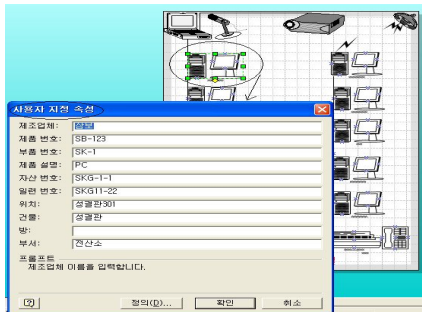 사용자 지정 속성
제조업체: 삼보
제품 번호: SB-123
부품 번호: SK-1
제품 설명: PC
자산 번호: SKG-1-1
일련 번호: SKG11-22
위치: 성결관301
건물: 성결관
방:
부서: 전산소
프롬프트
제조업체 이름을 입력합니다.
정의(D)... 확인 취소